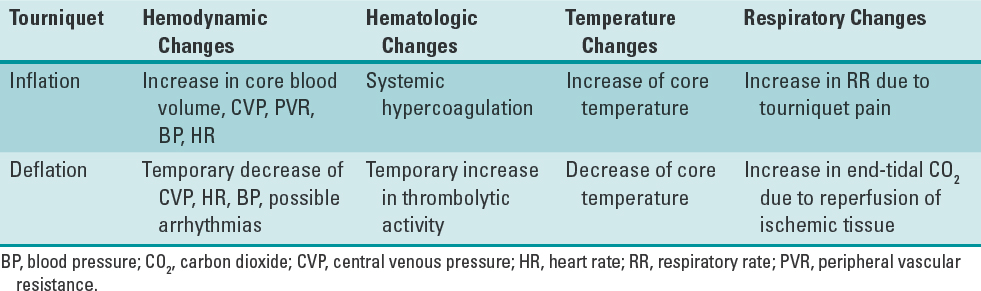 Tourniquet Hemodynamic Changes Hematologic Changes Temperature Changes Respiratory Changes
Inflation Increase in core blood volume, CVP, PVR, BP, HR Systemic hypercoagulation Increase of core temperature Increase in RR due to tourniquet pain
Deflation Temporary decrease of CVP, HR, BP, possible arrhythmias Temporary increase in thrombolytic activity Decrease of core temperature Increase in end-tidal CO₂ due to reperfusion of ischemic tissue
BP, blood pressure; CO₂, carbon dioxide; CVP, central venous pressure; HR, heart rate; RR, respiratory rate; PVR, peripheral vascular
resistance.